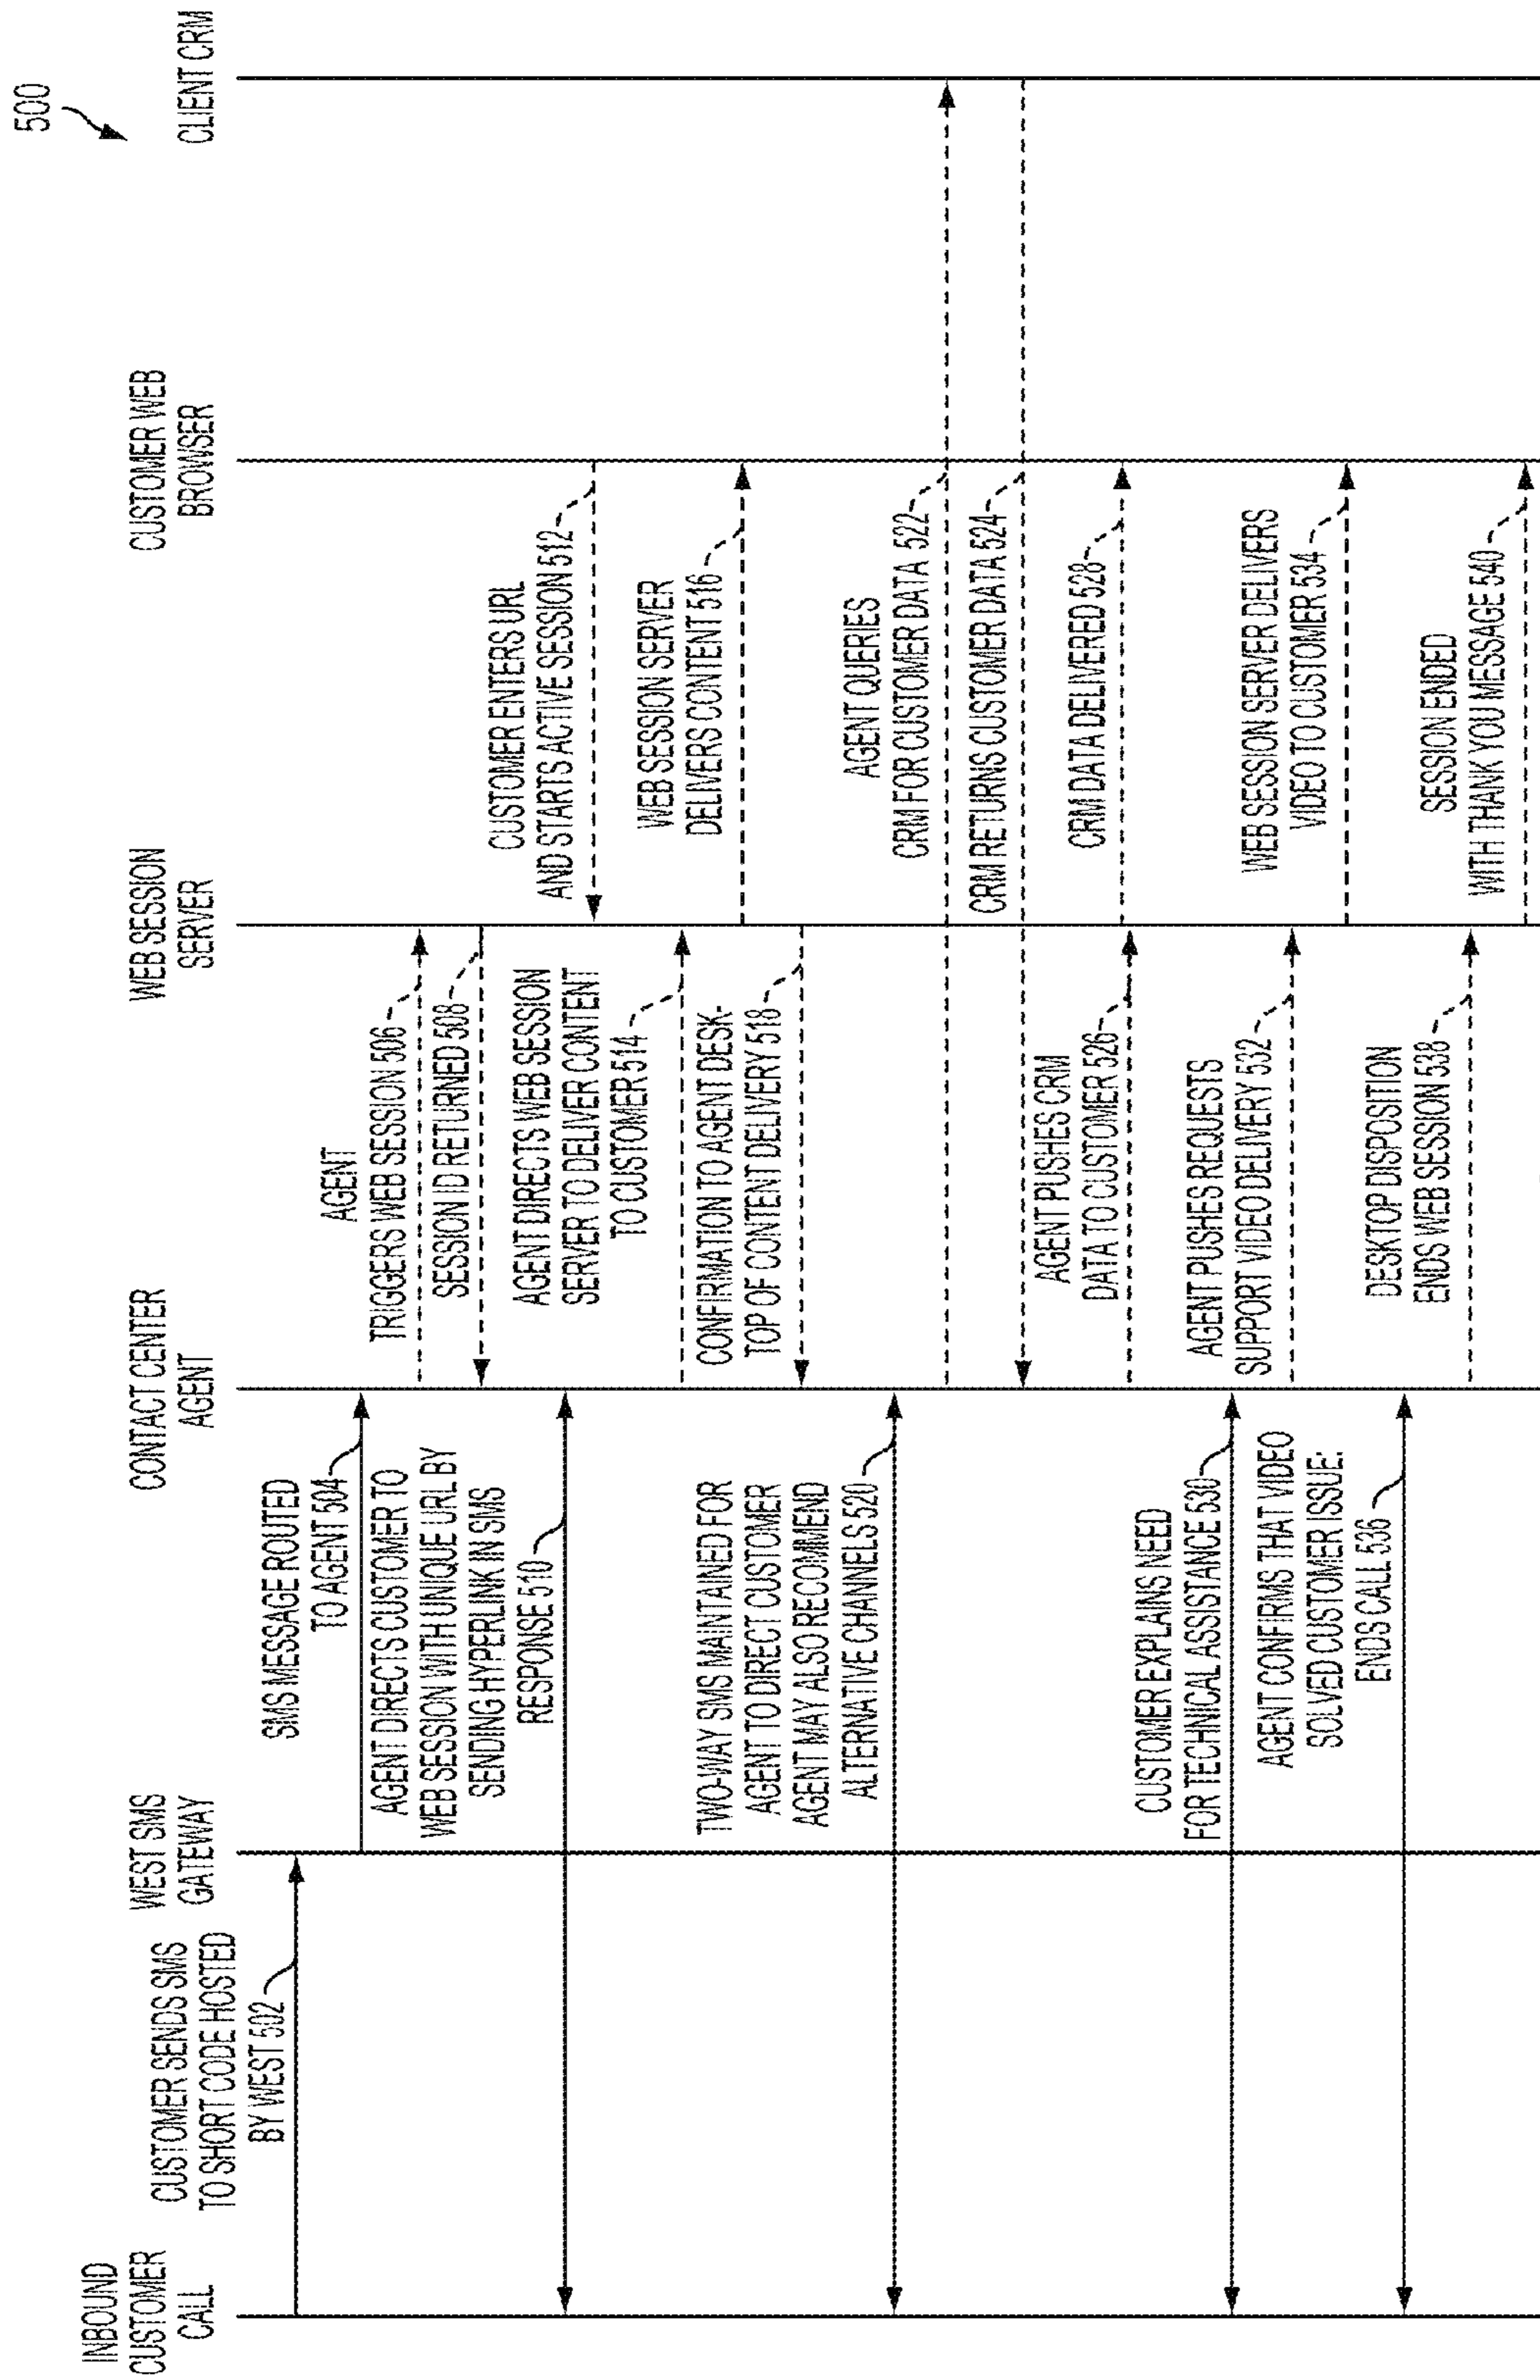 500
INBOUND
CUSTOMER
CALL
WEST SMS
GATEWAY
CONTACT CENTER
AGENT
WEB SESSION
SERVER
CUSTOMER WEB
BROWSER
CLIENT CRM
CUSTOMER SENDS SMS
TO SHORT CODE HOSTED
BY WEST 502
SMS MESSAGE ROUTED
TO AGENT 504
AGENT
TRIGGERS WEB SESSION 506
SESSION ID RETURNED 508
AGENT DIRECTS CUSTOMER TO
WEB SESSION WITH UNIQUE URL BY
SENDING HYPERLINK IN SMS
RESPONSE 510
CUSTOMER ENTERS URL
AND STARTS ACTIVE SESSION 512
AGENT DIRECTS WEB SESSION
SERVER TO DELIVER CONTENT
TO CUSTOMER 514
WEB SESSION SERVER
DELIVERS CONTENT 516
CONFIRMATION TO AGENT DESK-
TOP OF CONTENT DELIVERY 518
TWO-WAY SMS MAINTAINED FOR
AGENT TO DIRECT CUSTOMER
AGENT MAY ALSO RECOMMEND
ALTERNATIVE CHANNELS 520
AGENT QUERIES
CRM FOR CUSTOMER DATA 522
CRM RETURNS CUSTOMER DATA 524
AGENT PUSHES CRM
DATA TO CUSTOMER 526
CRM DATA DELIVERED 528
CUSTOMER EXPLAINS NEED
FOR TECHNICAL ASSISTANCE 530
AGENT PUSHES REQUESTS
SUPPORT VIDEO DELIVERY 532
WEB SESSION SERVER DELIVERS
VIDEO TO CUSTOMER 534
AGENT CONFIRMS THAT VIDEO
SOLVED CUSTOMER ISSUE:
ENDS CALL 536
DESKTOP DISPOSITION
ENDS WEB SESSION 538
SESSION ENDED
WITH THANK YOU MESSAGE 540